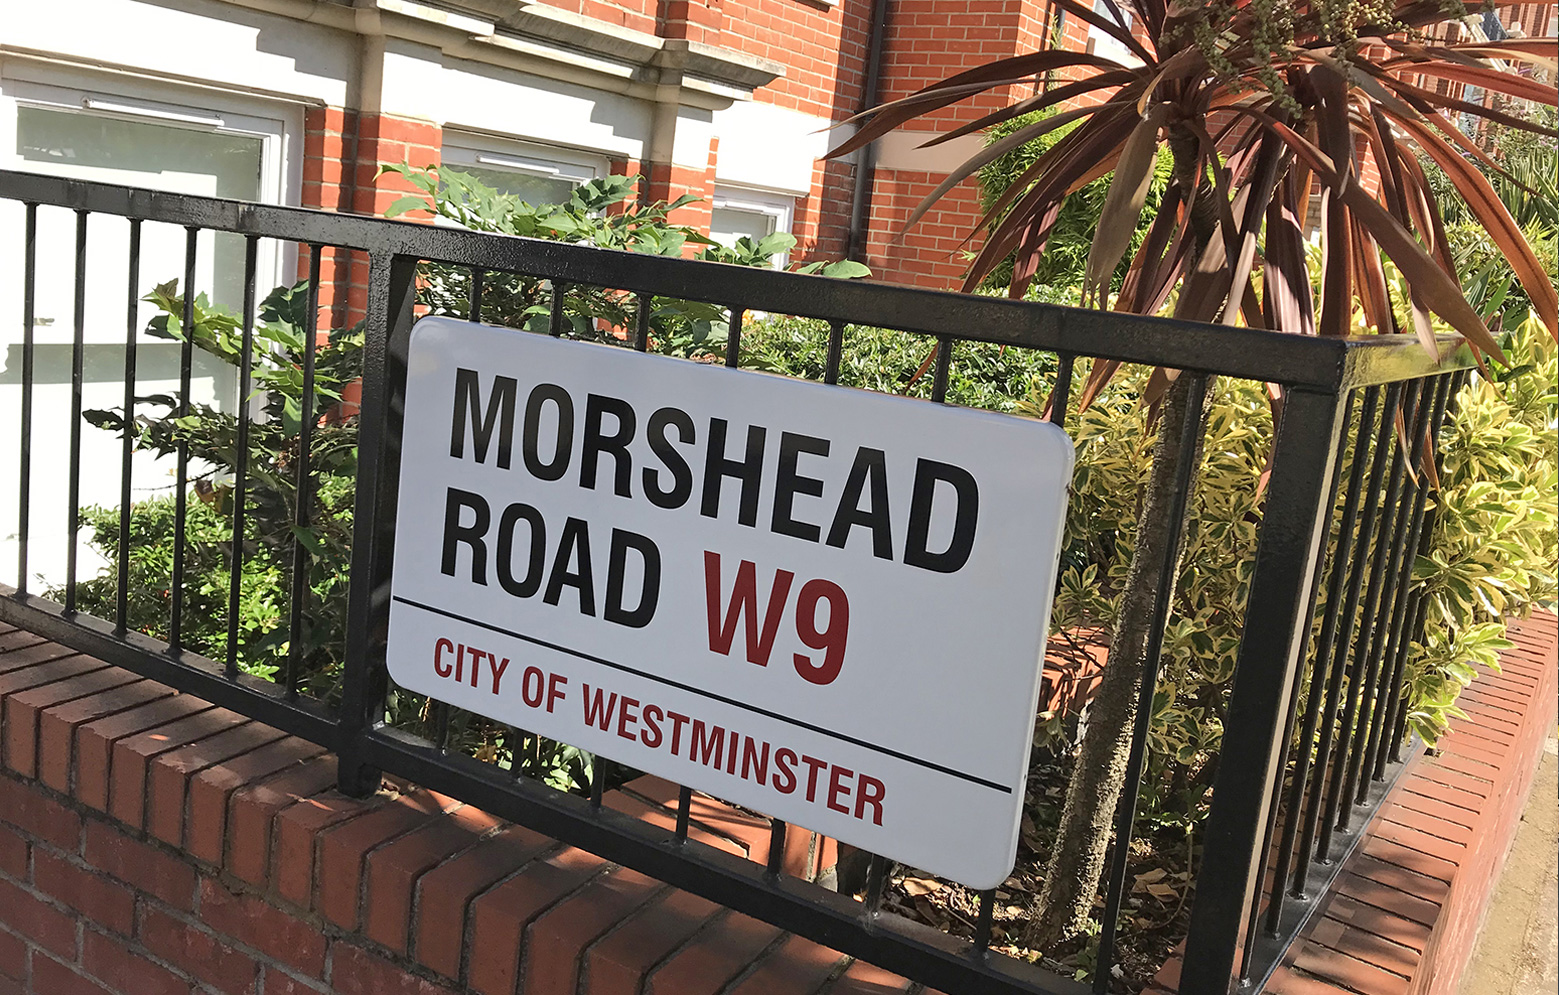 MORSHEAD
ROAD W9
CITY OF WESTMINSTER